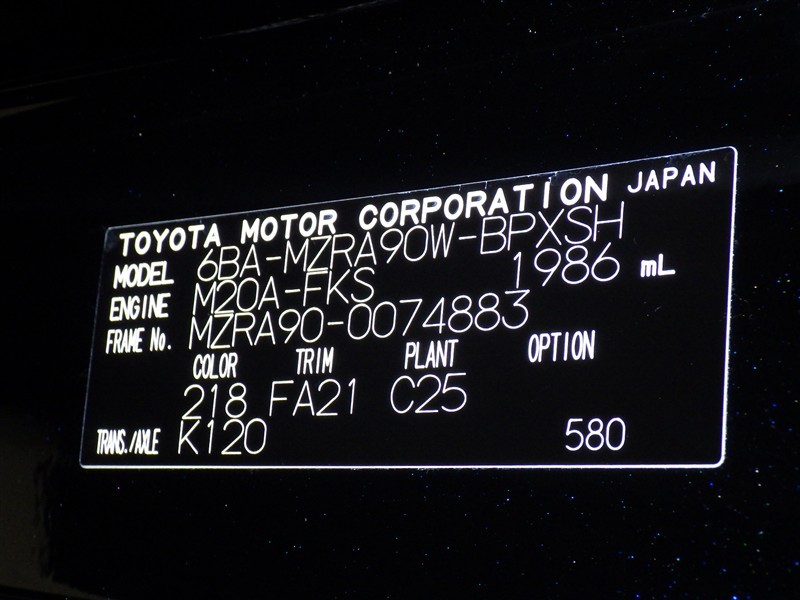 TOYOTA MOTOR CORPORATION JAPAN
MODEL 6BA-MZRA90W-BPXSH
ENGINE M20A-FKS 1986 mL
FRAME No. MZRA90-0074883
COLOR TRIM PLANT OPTION
218 FA21 C25
TRANS./AXLE K120 580